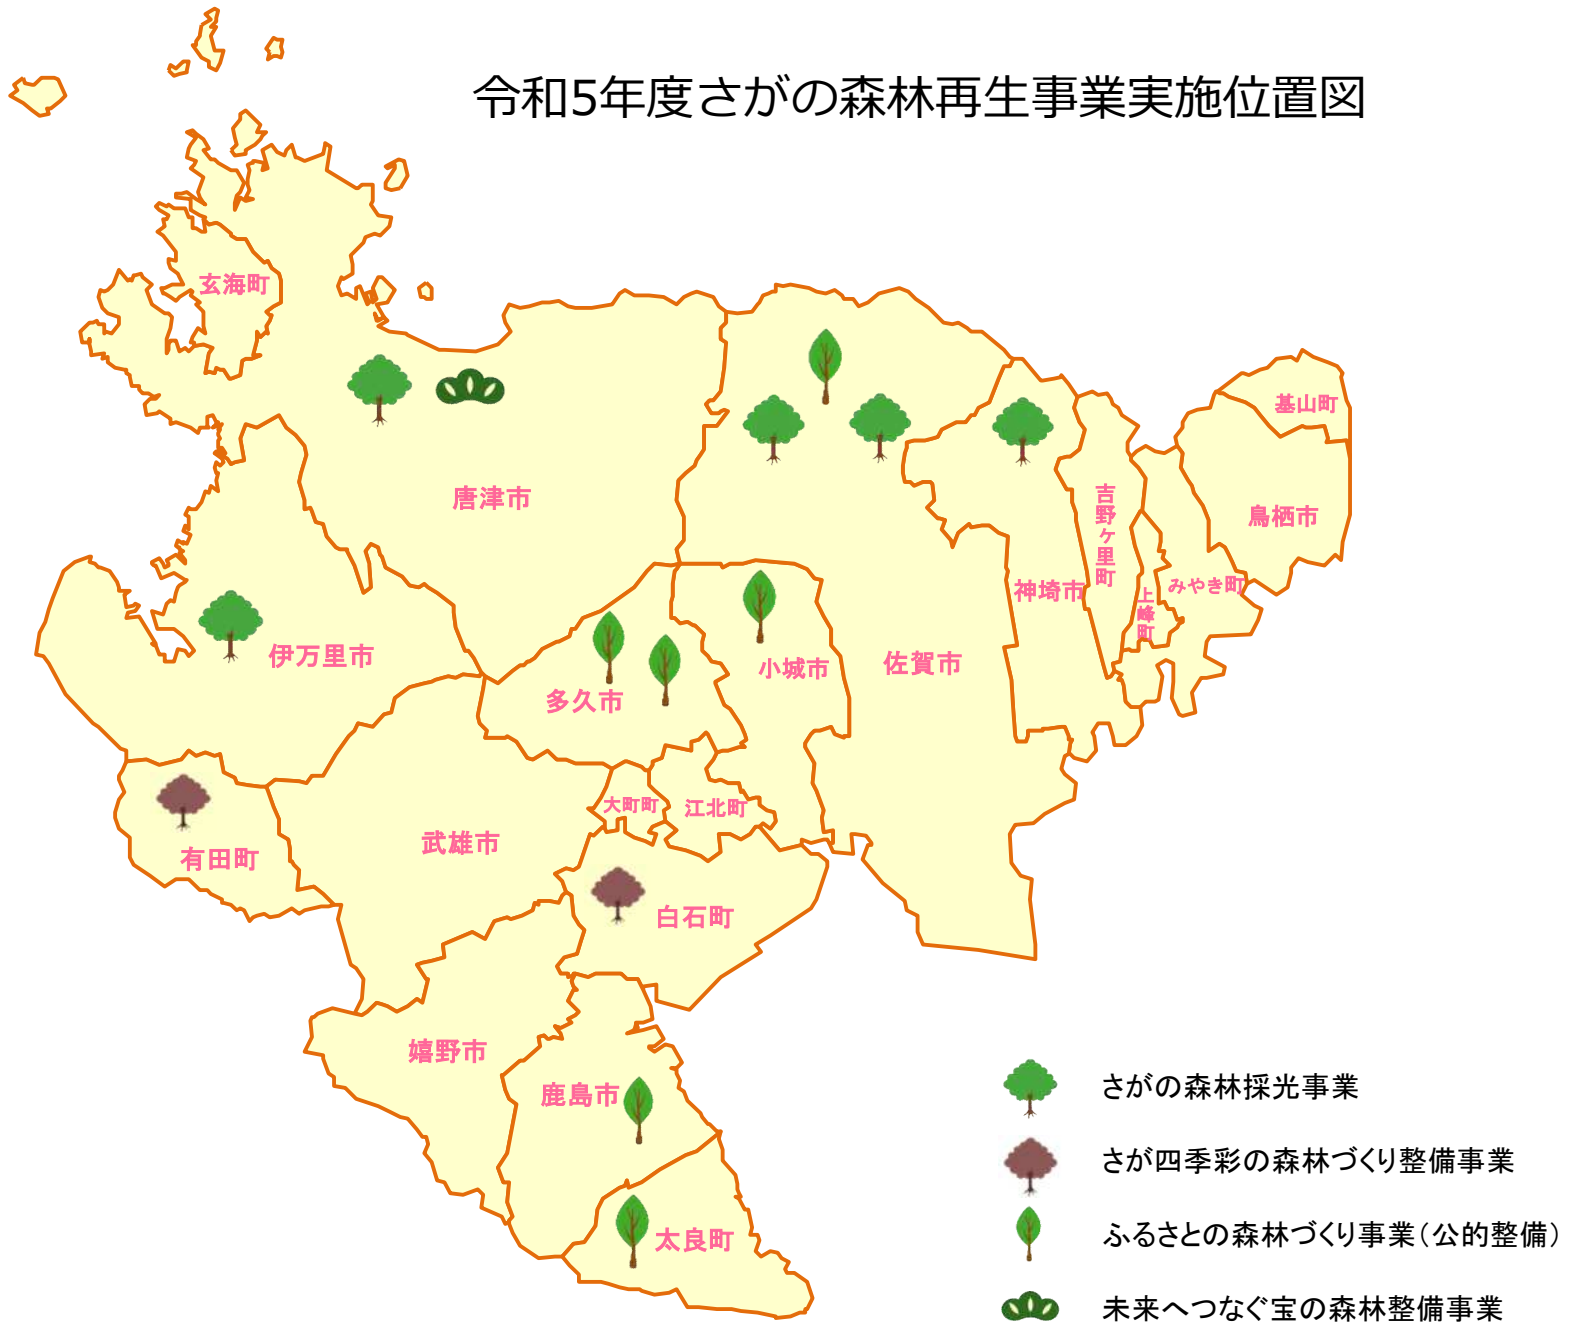 令和5年度さがの森林再生事業実施位置図
玄海町
基山町
唐津市
吉野ヶ里町
鳥栖市
神埼市
みやき町
上峰町
伊万里市
小城市
佐賀市
多久市
大町町
江北町
武雄市
有田町
白石町
嬉野市
鹿島市
太良町
さがの森林採光事業
さが四季彩の森林づくり整備事業
ふるさとの森林づくり事業（公的整備）
未来へつなぐ宝の森林整備事業